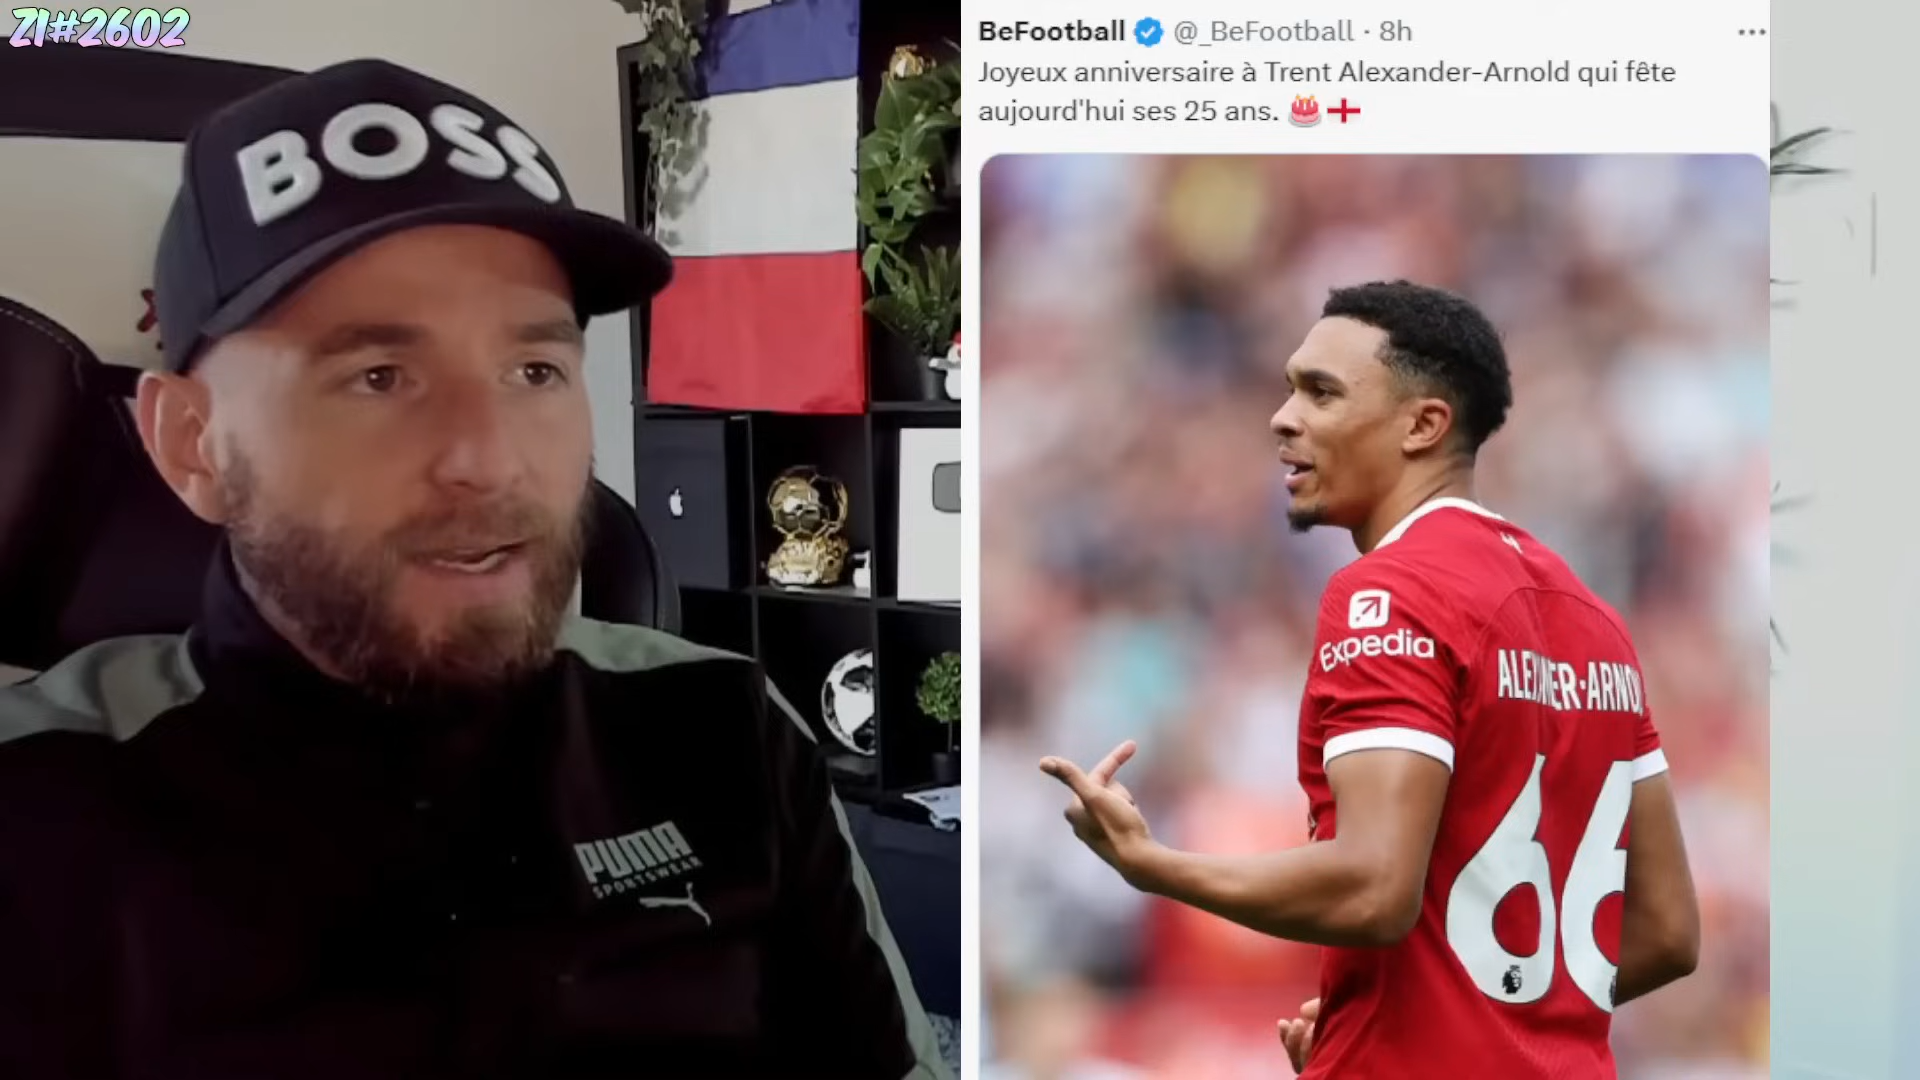 ZI#2602
BOSS
PUMA
SPORTSWEAR
BeFootball @_BeFootball · 8h
Joyeux anniversaire à Trent Alexander-Arnold qui fête
aujourd'hui ses 25 ans.
Expedia
66